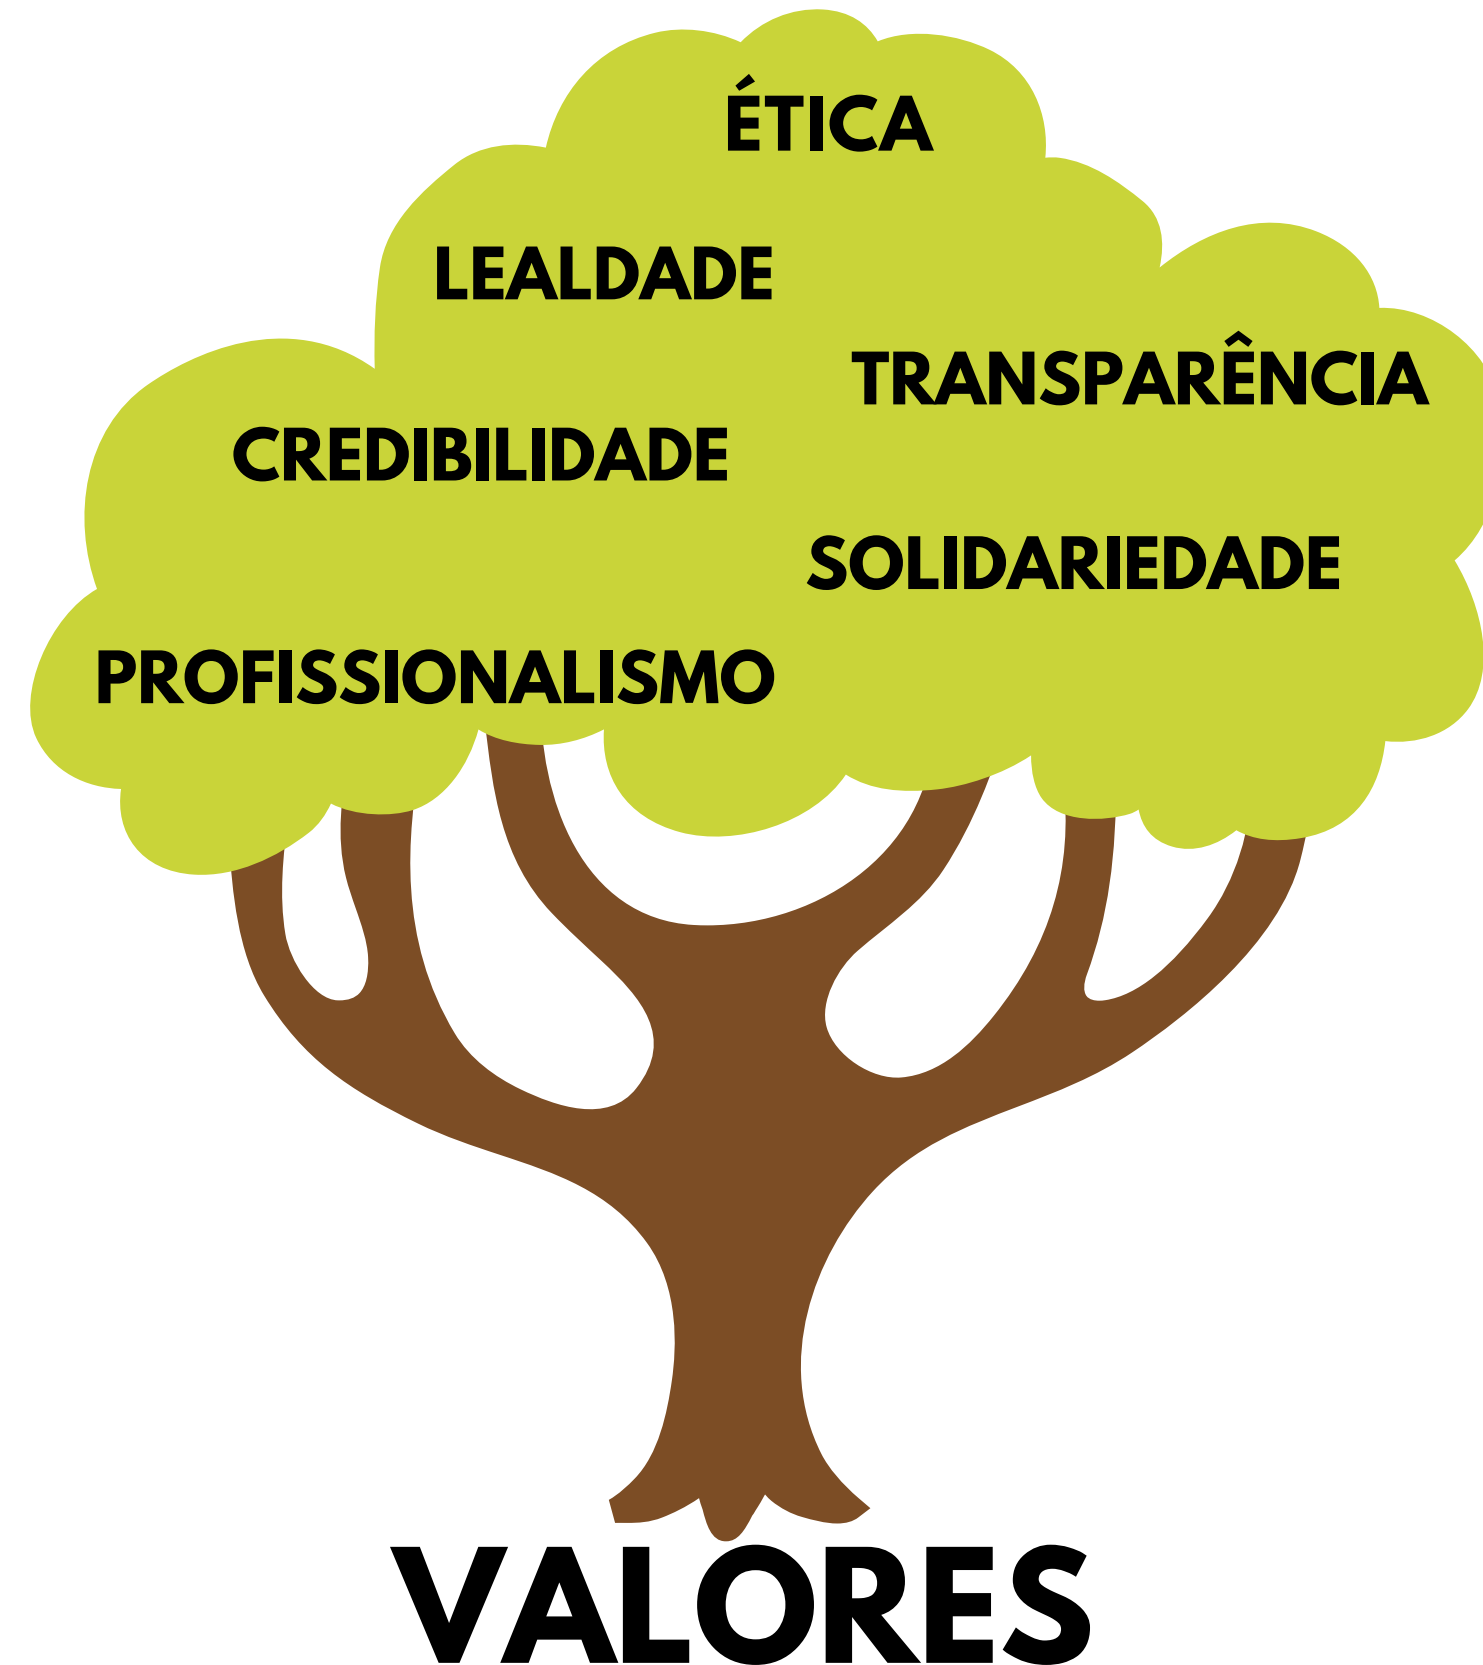 ÉTICA
LEALDADE
TRANSPARÊNCIA
CREDIBILIDADE
SOLIDARIEDADE
PROFISSIONALISMO
VALORES